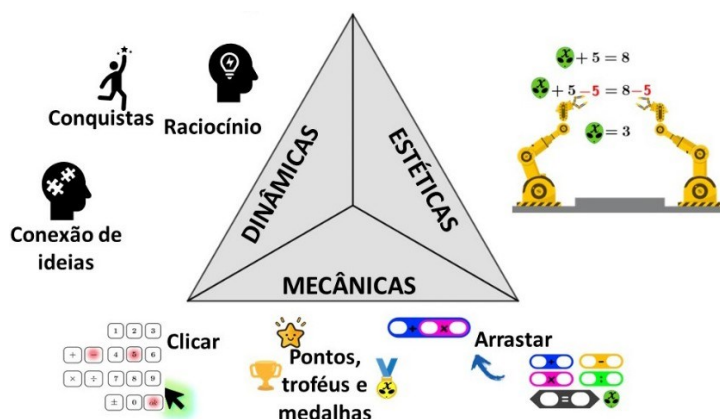 Conquistas
Raciocínio
Conexão de
ideias
DINÂMICAS
ESTÉTICAS
MECÂNICAS
x + 5 = 8
x + 5 −5 = 8 −5
x = 3
Clicar
1 2 3
+ − 4 5 6
× ÷ 7 8 9
± 0
Pontos,
troféus e
medalhas
+ ×
Arrastar
+ −
× :
= x